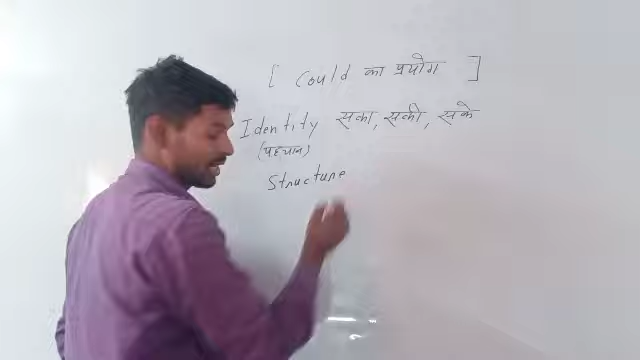 [ Could का प्रयोग ]
Identity सका, सकी, सके
(पहचान)
Structure